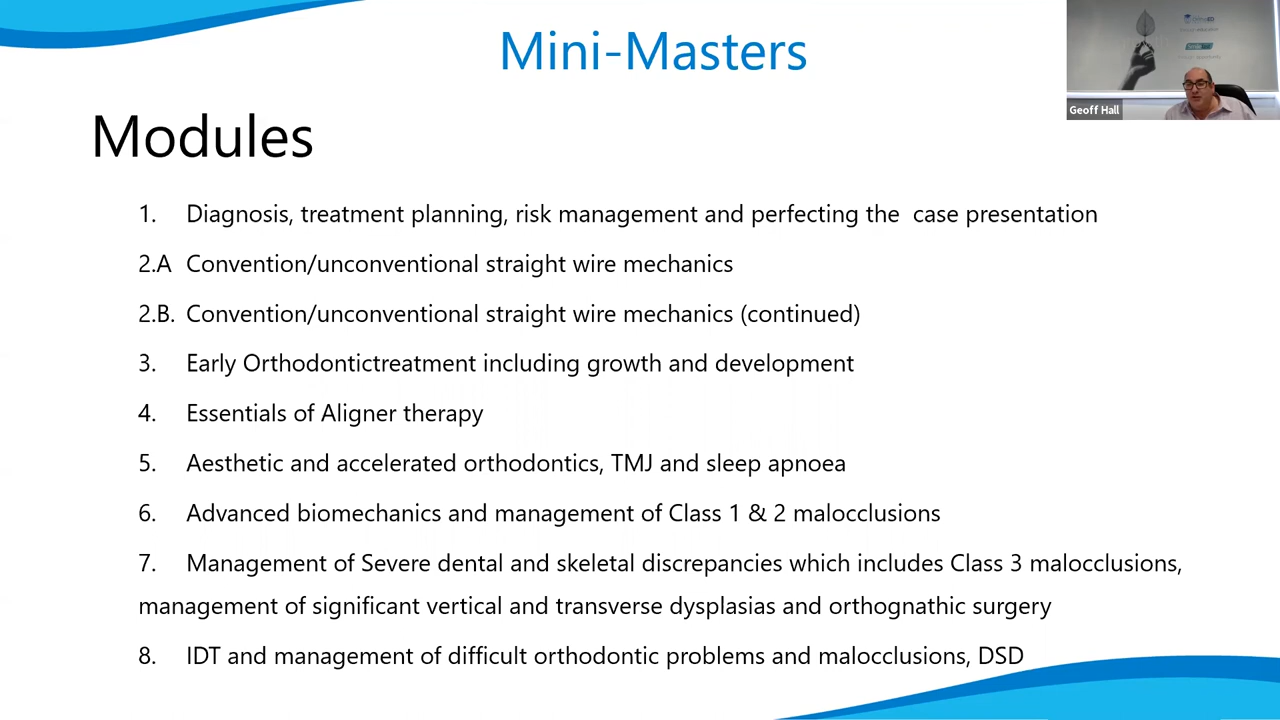 Mini-Masters
Geoff Hall
Modules
1. Diagnosis, treatment planning, risk management and perfecting the case presentation
2.A Convention/unconventional straight wire mechanics
2.B. Convention/unconventional straight wire mechanics (continued)
3. Early Orthodontictreatment including growth and development
4. Essentials of Aligner therapy
5. Aesthetic and accelerated orthodontics, TMJ and sleep apnoea
6. Advanced biomechanics and management of Class 1 & 2 malocclusions
7. Management of Severe dental and skeletal discrepancies which includes Class 3 malocclusions,
management of significant vertical and transverse dysplasias and orthognathic surgery
8. IDT and management of difficult orthodontic problems and malocclusions, DSD